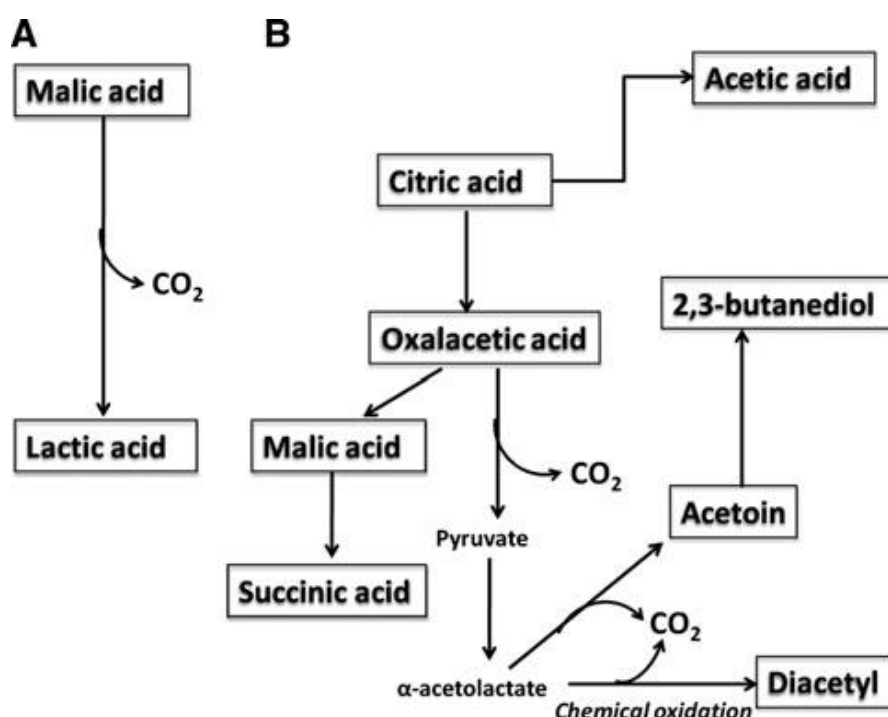 A
B
Malic acid
Acetic acid
Citric acid
CO2
2,3-butanediol
Oxalacetic acid
Lactic acid
Malic acid
CO2
Acetoin
Pyruvate
Succinic acid
CO2
α-acetolactate
Diacetyl
Chemical oxidation